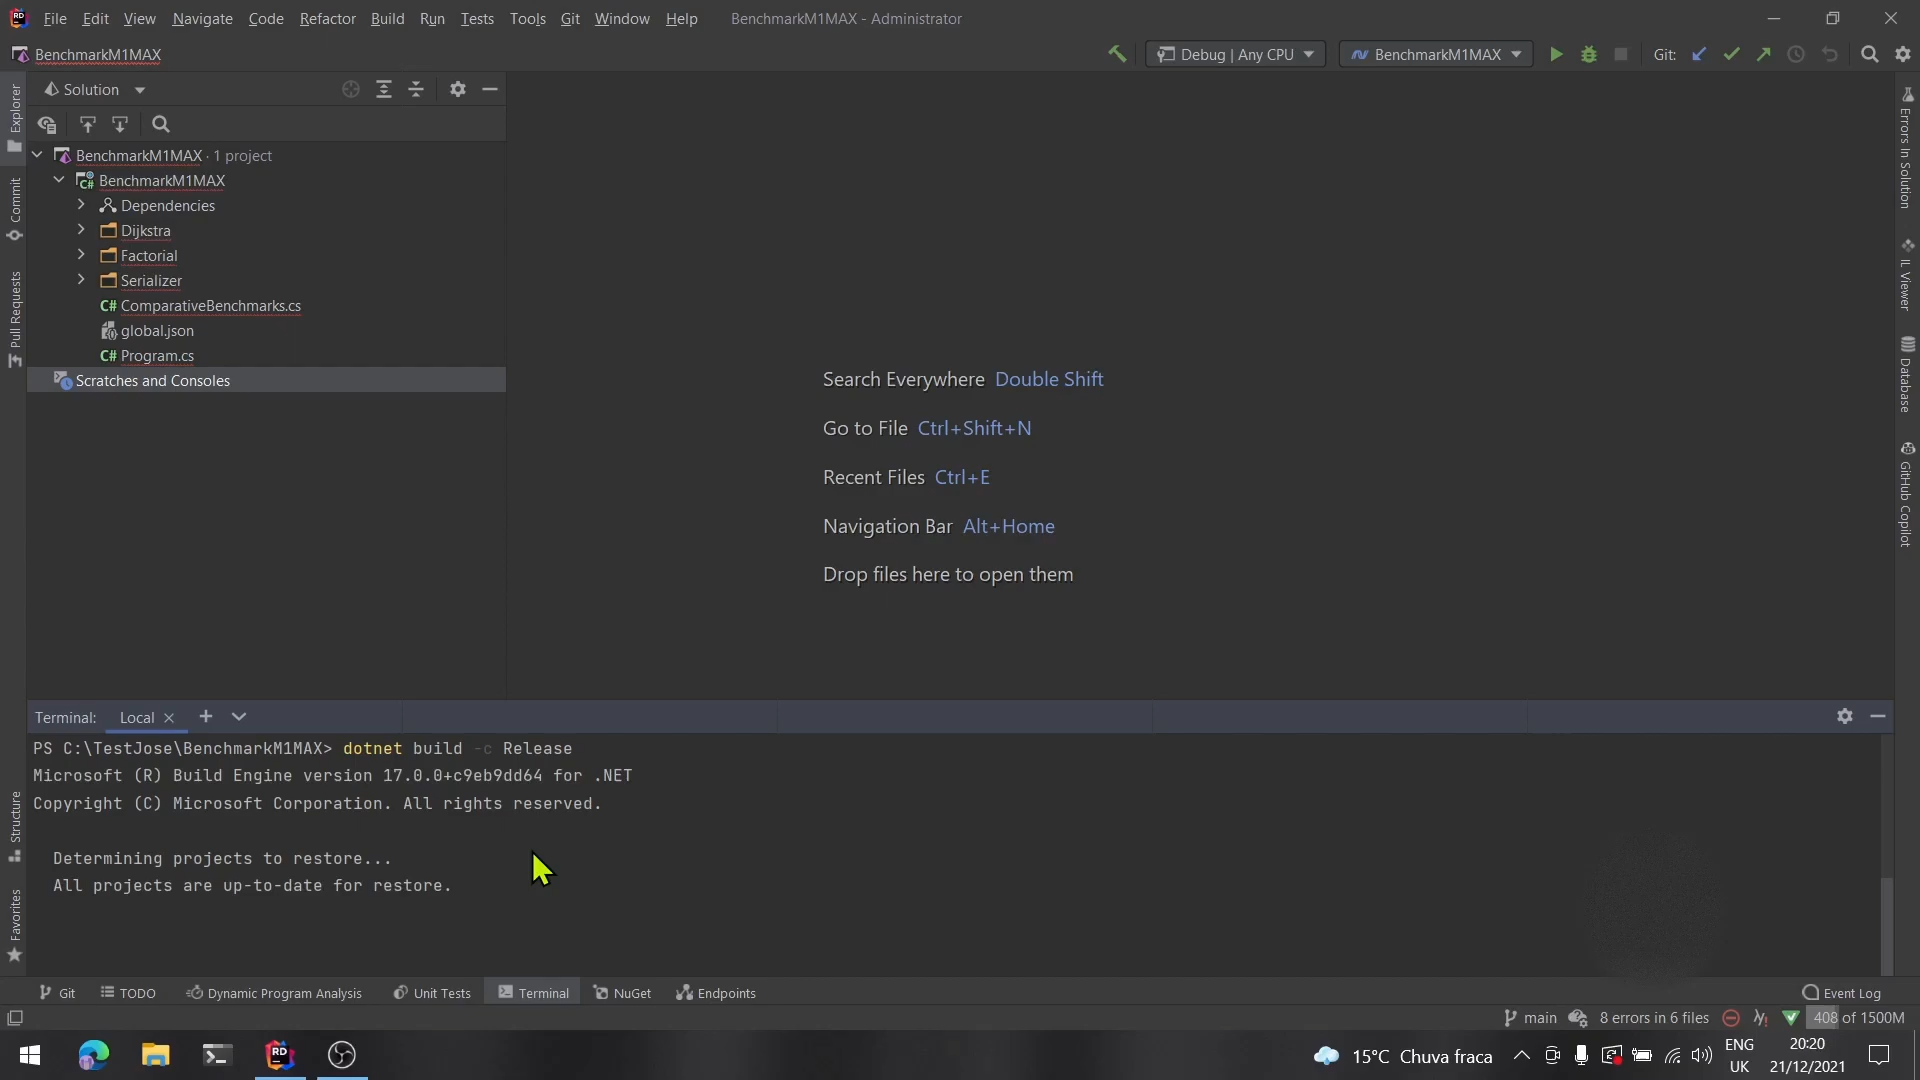 File Edit View Navigate Code Refactor Build Run Tests Tools Git Window Help BenchmarkM1MAX - Administrator
BenchmarkM1MAX Debug | Any CPU BenchmarkM1MAX Git:
Solution
BenchmarkM1MAX · 1 project
BenchmarkM1MAX
Dependencies
Dijkstra
Factorial
Serializer
C# ComparativeBenchmarks.cs
global.json
C# Program.cs
Scratches and Consoles
Explorer
Commit
Pull Requests
Structure
Favorites
Search Everywhere Double Shift
Go to File Ctrl+Shift+N
Recent Files Ctrl+E
Navigation Bar Alt+Home
Drop files here to open them
Errors In Solution
IL Viewer
Database
GitHub Copilot
Terminal: Local
PS C:\TestJose\BenchmarkM1MAX> dotnet build -c Release
Microsoft (R) Build Engine version 17.0.0+c9eb9dd64 for .NET
Copyright (C) Microsoft Corporation. All rights reserved.
Determining projects to restore...
All projects are up-to-date for restore.
Git TODO Dynamic Program Analysis Unit Tests Terminal NuGet Endpoints Event Log
main 8 errors in 6 files 408 of 1500M
RD 15°C Chuva fraca ENG UK 20:20 21/12/2021